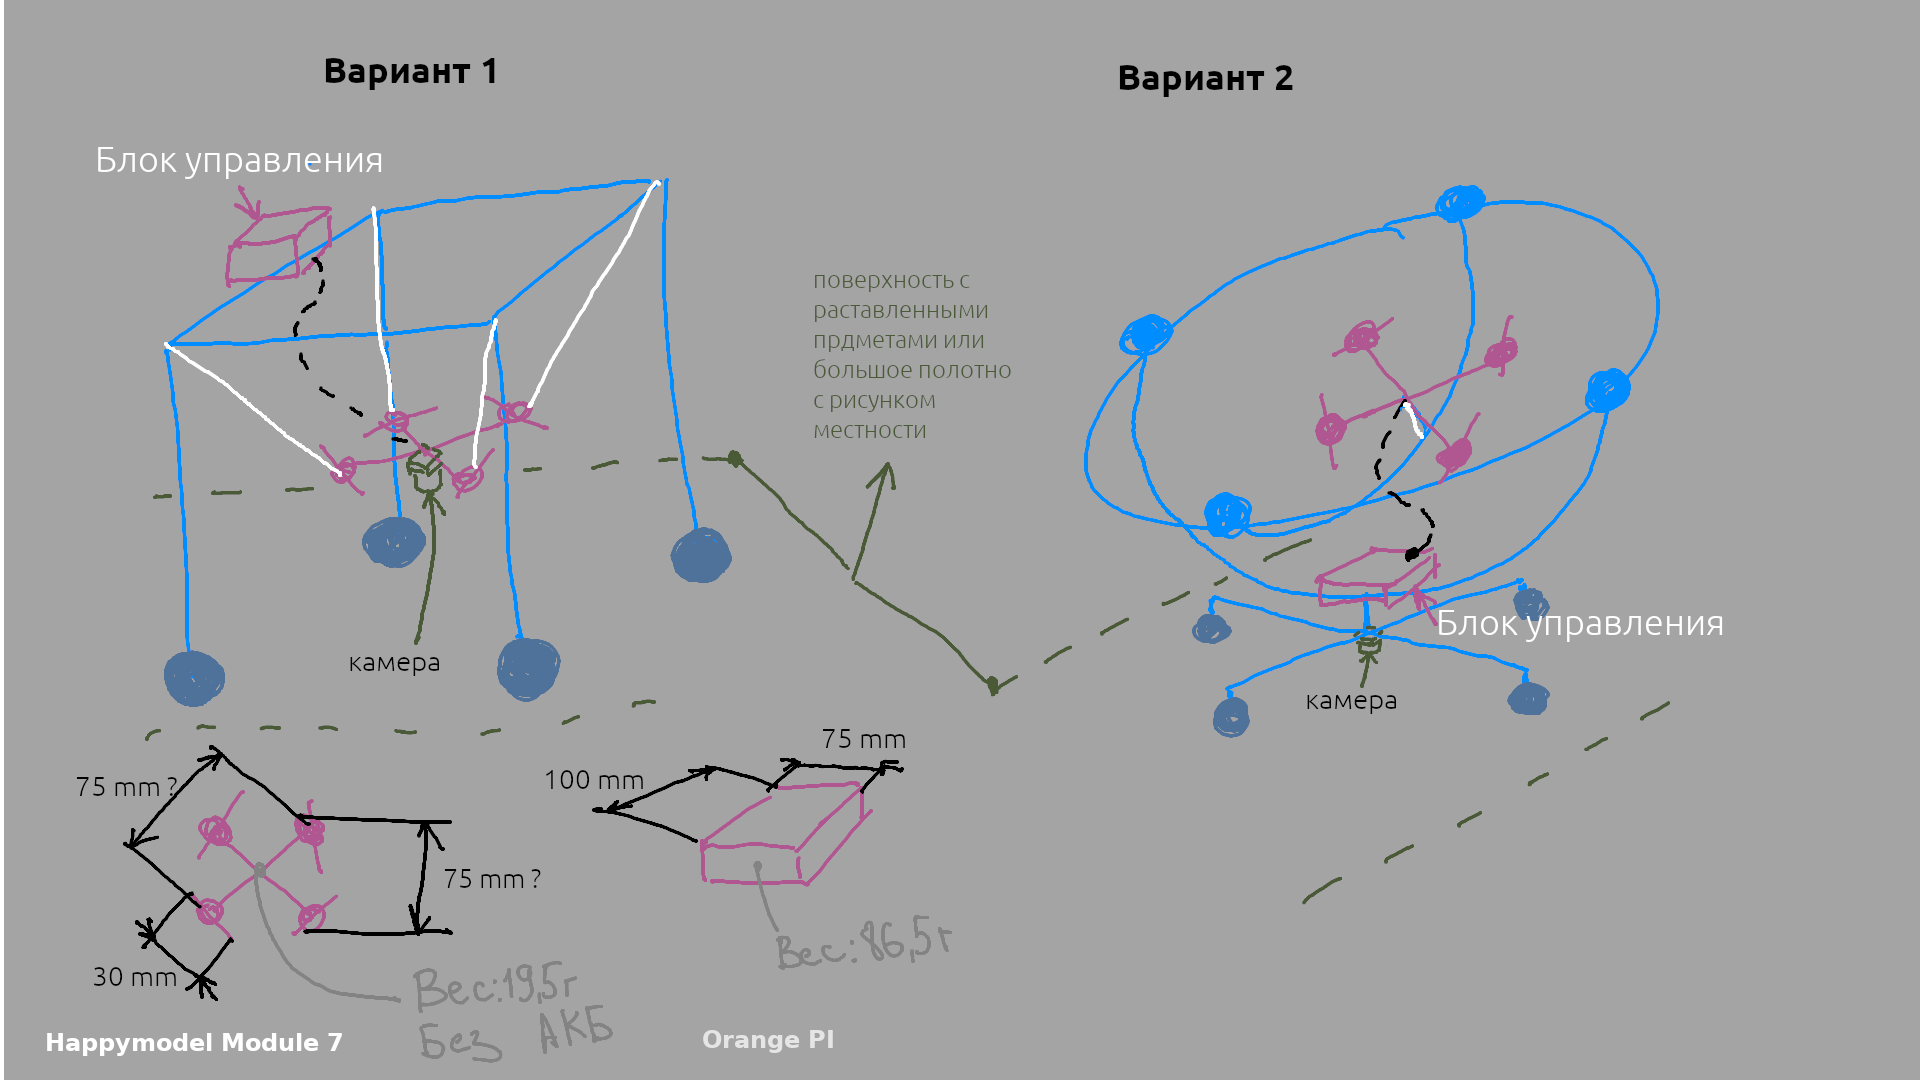 Вариант 1
Вариант 2
Блок управления
поверхность с
раставленными
прдметами или
большое полотно
с рисунком
местности
камера
Блок управления
камера
75 mm ?
75 mm ?
30 mm
100 mm
75 mm
Вес:19,5г
Без АКБ
Вес:86,5г
Happymodel Module 7
Orange PI